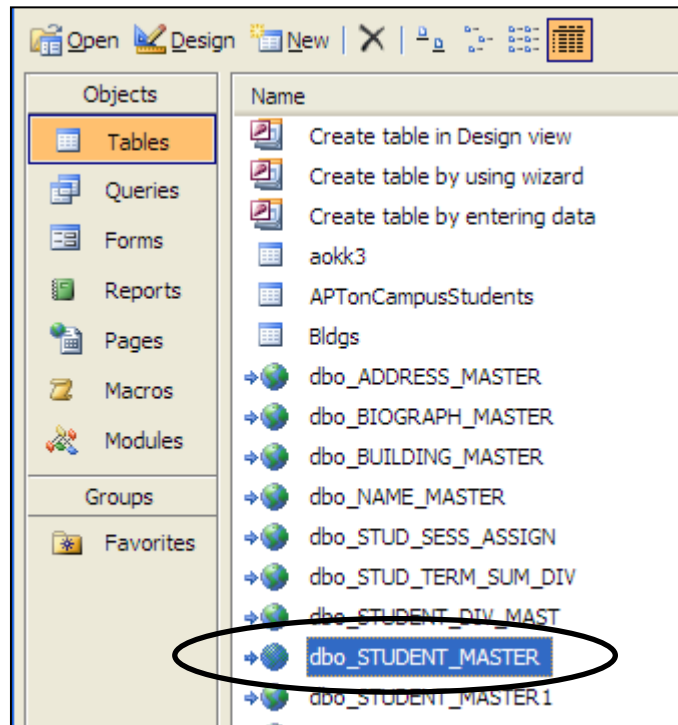 Open Design New
Objects
Tables
Queries
Forms
Reports
Pages
Macros
Modules
Groups
Favorites
Name
Create table in Design view
Create table by using wizard
Create table by entering data
aokk3
APTonCampusStudents
Bldgs
dbo_ADDRESS_MASTER
dbo_BIOGRAPH_MASTER
dbo_BUILDING_MASTER
dbo_NAME_MASTER
dbo_STUD_SESS_ASSIGN
dbo_STUD_TERM_SUM_DIV
dbo_STUDENT_DIV_MAST
dbo_STUDENT_MASTER
dbo_STUDENT_MASTER1